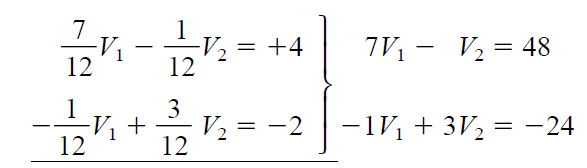 7/12 V₁ − 1/12 V₂ = +4 } 7V₁ − V₂ = 48
−1/12 V₁ + 3/12 V₂ = −2 } −1V₁ + 3V₂ = −24